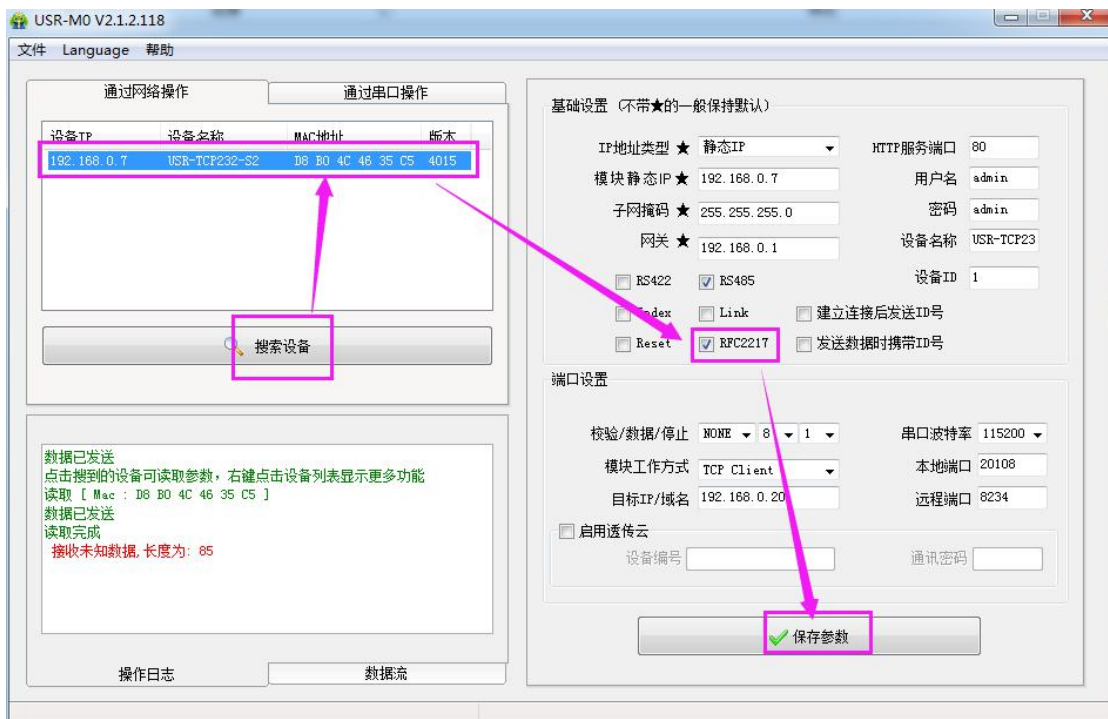 USR-M0 V2.1.2.118
文件 Language 帮助
通过网络操作 通过串口操作
设备IP 设备名称 MAC地址 版本
192.168.0.7 USR-TCP232-S2 D8 B0 4C 46 35 C5 4015
搜索设备
数据已发送
点击搜到的设备可读取参数，右键点击设备列表显示更多功能
读取 [ Mac : D8 B0 4C 46 35 C5 ]
数据已发送
读取完成
接收未知数据,长度为: 85
操作日志 数据流
基础设置 (不带★的一般保持默认)
IP地址类型 ★ 静态IP HTTP服务端口 80
模块静态IP★ 192.168.0.7 用户名 admin
子网掩码 ★ 255.255.255.0 密码 admin
网关 ★ 192.168.0.1 设备名称 USR-TCP23
RS422 RS485 设备ID 1
Index Link 建立连接后发送ID号
Reset RFC2217 发送数据时携带ID号
端口设置
校验/数据/停止 NONE 8 1 串口波特率 115200
模块工作方式 TCP Client 本地端口 20108
目标IP/域名 192.168.0.20 远程端口 8234
启用透传云
设备编号 通讯密码
保存参数